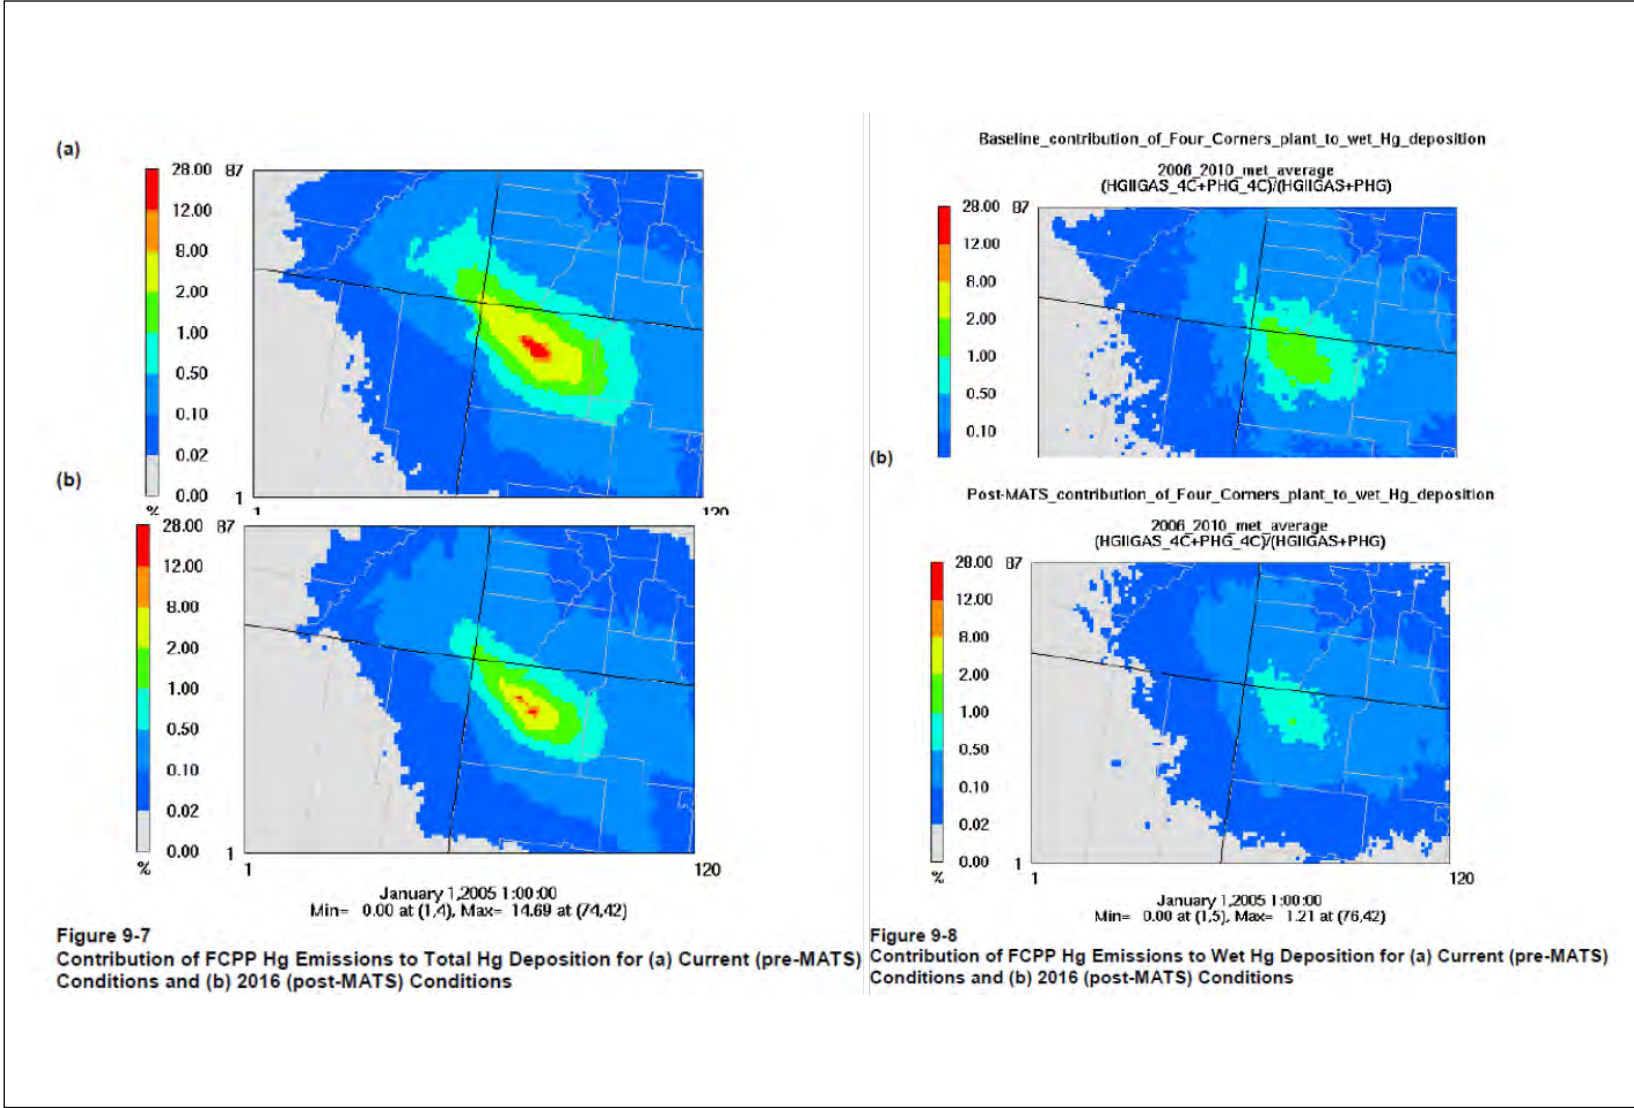 (a)
28.00
12.00
8.00
2.00
1.00
0.50
0.10
0.02
0.00
%
87
1
1
120
(b)
28.00
12.00
8.00
2.00
1.00
0.50
0.10
0.02
0.00
%
87
1
1
120
January 1,2005 1:00:00
Min= 0.00 at (1,4), Max= 14.69 at (74,42)
Figure 9-7
Contribution of FCPP Hg Emissions to Total Hg Deposition for (a) Current (pre-MATS)
Conditions and (b) 2016 (post-MATS) Conditions
Baseline_contribution_of_Four_Corners_plant_to_wet_Hg_deposition
2006_2010_met_average
(HGIIGAS_4C+PHG_4C)/(HGIIGAS+PHG)
28.00
12.00
8.00
2.00
1.00
0.50
0.10
87
(b)
Post-MATS_contribution_of_Four_Corners_plant_to_wet_Hg_deposition
2006_2010_met_average
(HGIIGAS_4C+PHG_4C)/(HGIIGAS+PHG)
28.00
12.00
8.00
2.00
1.00
0.50
0.10
0.02
0.00
%
87
1
1
120
January 1,2005 1:00:00
Min= 0.00 at (1,5), Max= 1.21 at (76,42)
Figure 9-8
Contribution of FCPP Hg Emissions to Wet Hg Deposition for (a) Current (pre-MATS)
Conditions and (b) 2016 (post-MATS) Conditions